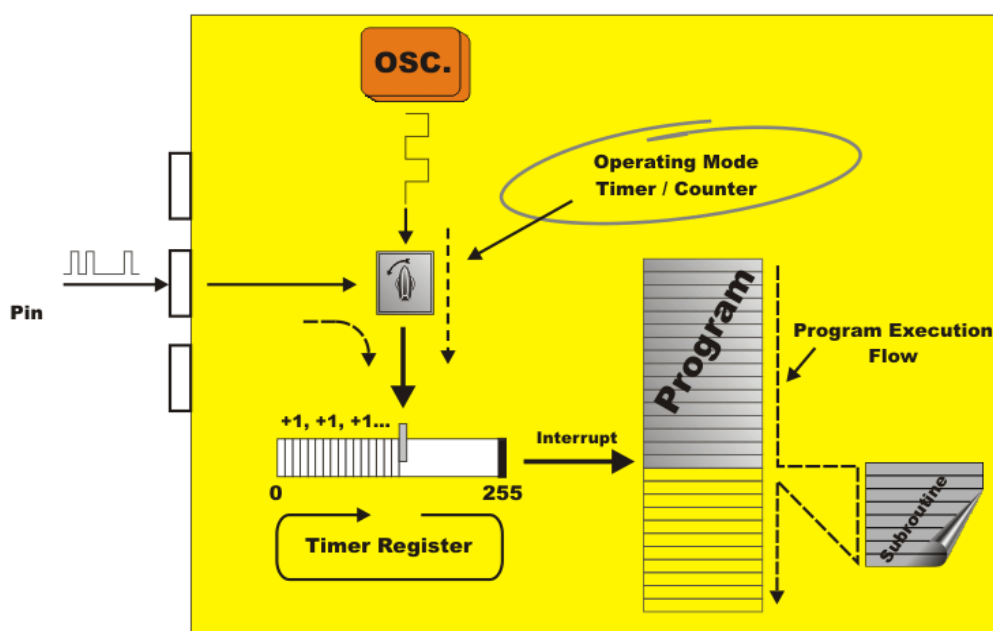 OSC.
Operating Mode
Timer / Counter
Pin
Program
Program Execution
Flow
+1, +1, +1...
Interrupt
0
255
Subroutine
Timer Register